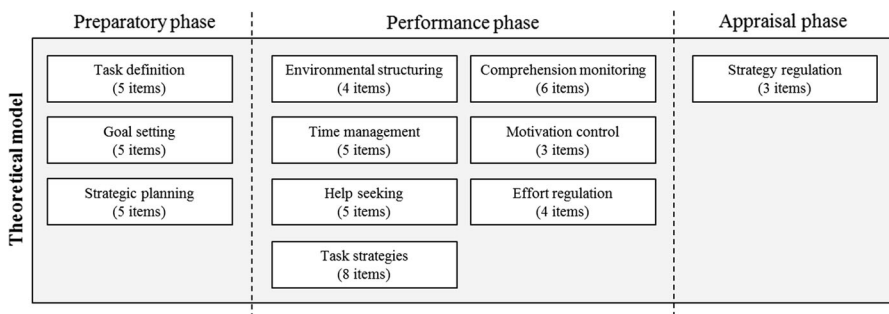 Preparatory phase
Performance phase
Appraisal phase
Theoretical model
Task definition
(5 items)
Goal setting
(5 items)
Strategic planning
(5 items)
Environmental structuring
(4 items)
Time management
(5 items)
Help seeking
(5 items)
Task strategies
(8 items)
Comprehension monitoring
(6 items)
Motivation control
(3 items)
Effort regulation
(4 items)
Strategy regulation
(3 items)